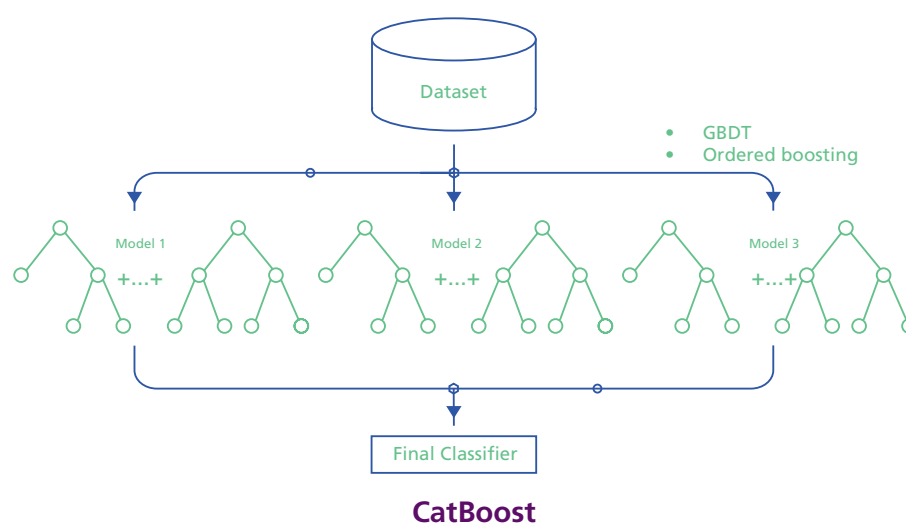 Dataset
• GBDT
• Ordered boosting
Model 1
Model 2
Model 3
+...+
+...+
+...+
Final Classifier
CatBoost